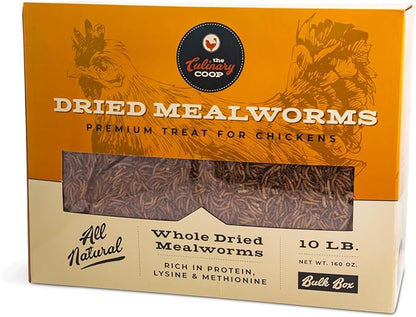 the
Culinary
COOP
DRIED MEALWORMS
PREMIUM TREAT FOR CHICKENS
All
Natural
Whole Dried
Mealworms
RICH IN PROTEIN,
LYSINE & METHIONINE
10 LB.
NET WT. 160 OZ.
Bulk Box